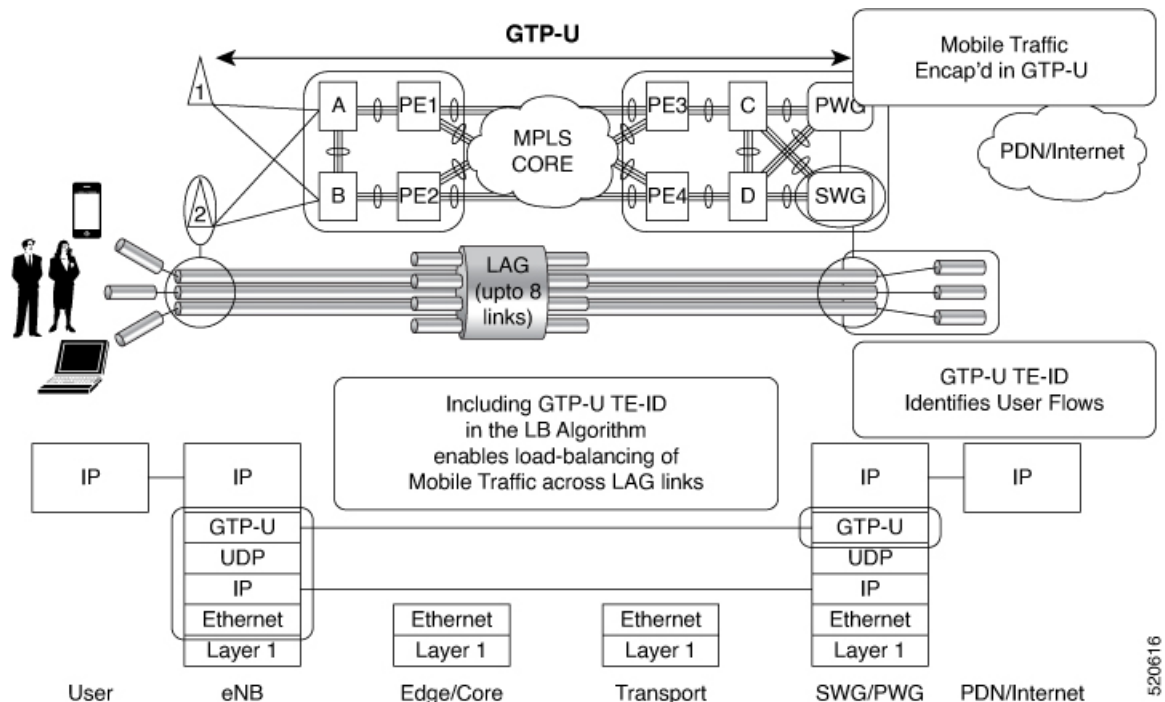 GTP-U
Mobile Traffic
Encap'd in GTP-U
1
A
PE1
PE3
C
PWG
MPLS
CORE
PDN/Internet
2
B
PE2
PE4
D
SWG
LAG
(upto 8
links)
GTP-U TE-ID
Identifies User Flows
Including GTP-U TE-ID
in the LB Algorithm
enables load-balancing of
Mobile Traffic across LAG links
IP
IP
IP
IP
GTP-U
GTP-U
UDP
UDP
IP
IP
Ethernet
Ethernet
Ethernet
Ethernet
Layer 1
Layer 1
Layer 1
Layer 1
User
eNB
Edge/Core
Transport
SWG/PWG
PDN/Internet
520616